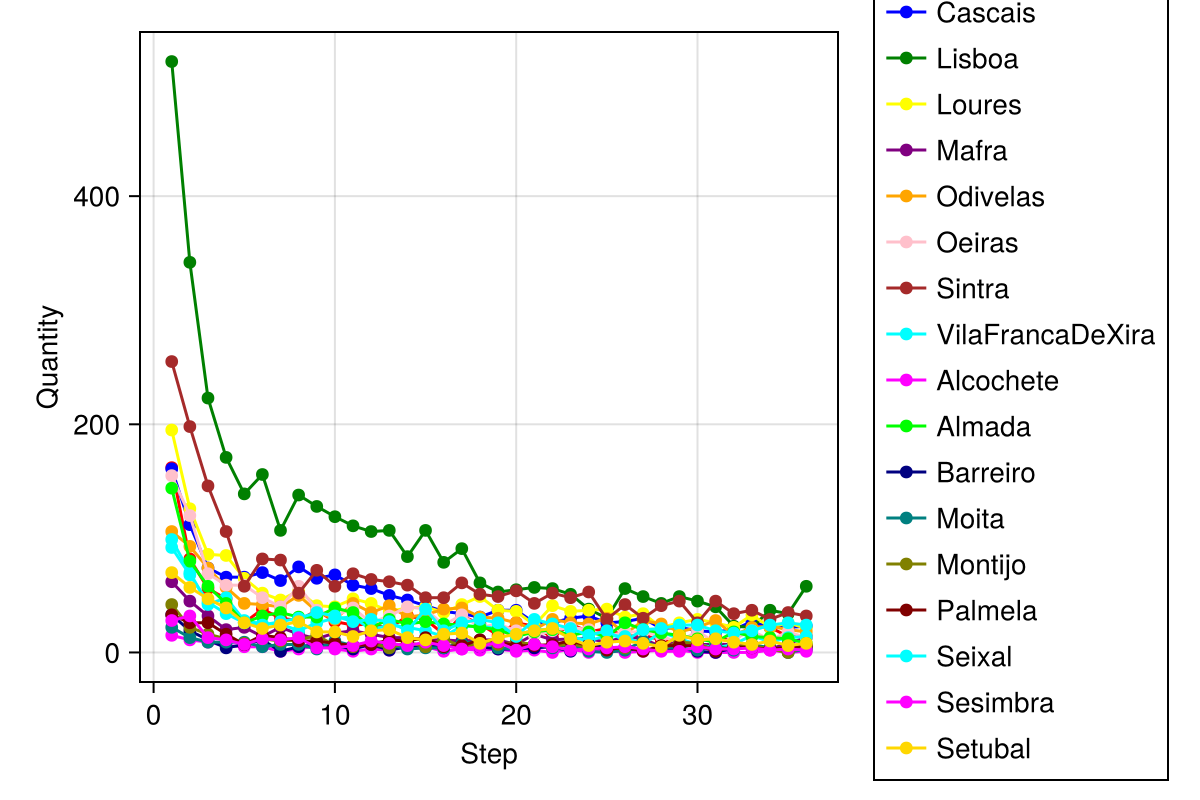 Cascais
Lisboa
Loures
Mafra
Odivelas
Oeiras
Sintra
VilaFrancaDeXira
Alcochete
Almada
Barreiro
Moita
Montijo
Palmela
Seixal
Sesimbra
Setubal
Quantity
400
200
0
0 10 20 30
Step